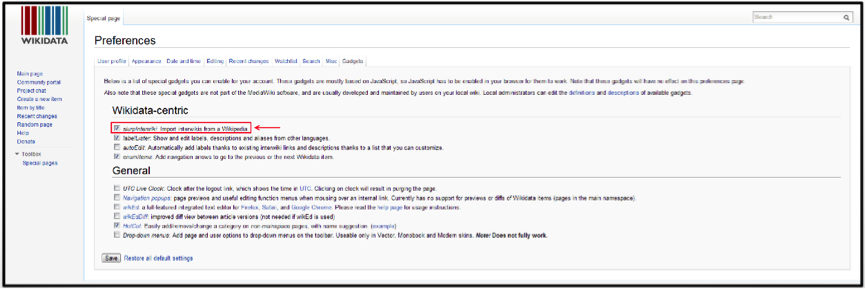 WIKIDATA
Main page
Community portal
Project chat
Create a new item
Item by title
Recent changes
Random page
Help
Donate
Toolbox
Special pages
Special page
Search
Preferences
User profile Appearance Date and time Editing Recent changes Watchlist Search Misc Gadgets
Below is a list of special gadgets you can enable for your account. These gadgets are mostly based on JavaScript, so JavaScript has to be enabled in your browser for them to work. Note that these gadgets will have no effect on this preferences page.
Also note that these special gadgets are not part of the MediaWiki software, and are usually developed and maintained by users on your local wiki. Local administrators can edit the definitions and descriptions of available gadgets.
Wikidata-centric
slurpInterwiki: Import interwikis from a Wikipedia.
labelLister: Show and edit labels, descriptions and aliases from other languages.
autoEdit: Automatically add labels thanks to existing interwiki links and descriptions thanks to a list that you can customize.
enumItems: Add navigation arrows to go to the previous or the next Wikidata item.
General
UTC Live Clock: Clock after the logout link, which shows the time in UTC. Clicking on clock will result in purging the page.
Navigation popups: page previews and useful editing function menus when mousing over an internal link. Currently has no support for previews or diffs of Wikidata items (pages in the main namespace).
wikEd: a full-featured integrated text editor for Firefox, Safari, and Google Chrome. Please read the help page for usage instructions.
wikEdDiff: improved diff view between article versions (not needed if wikEd is used)
HotCat: Easily add/remove/change a category on non-mainspace pages, with name suggestion. (example)
Drop-down menus: Add page and user options to drop-down menus on the toolbar. Useable only in Vector, Monobook and Modern skins. Note: Does not fully work.
Save Restore all default settings